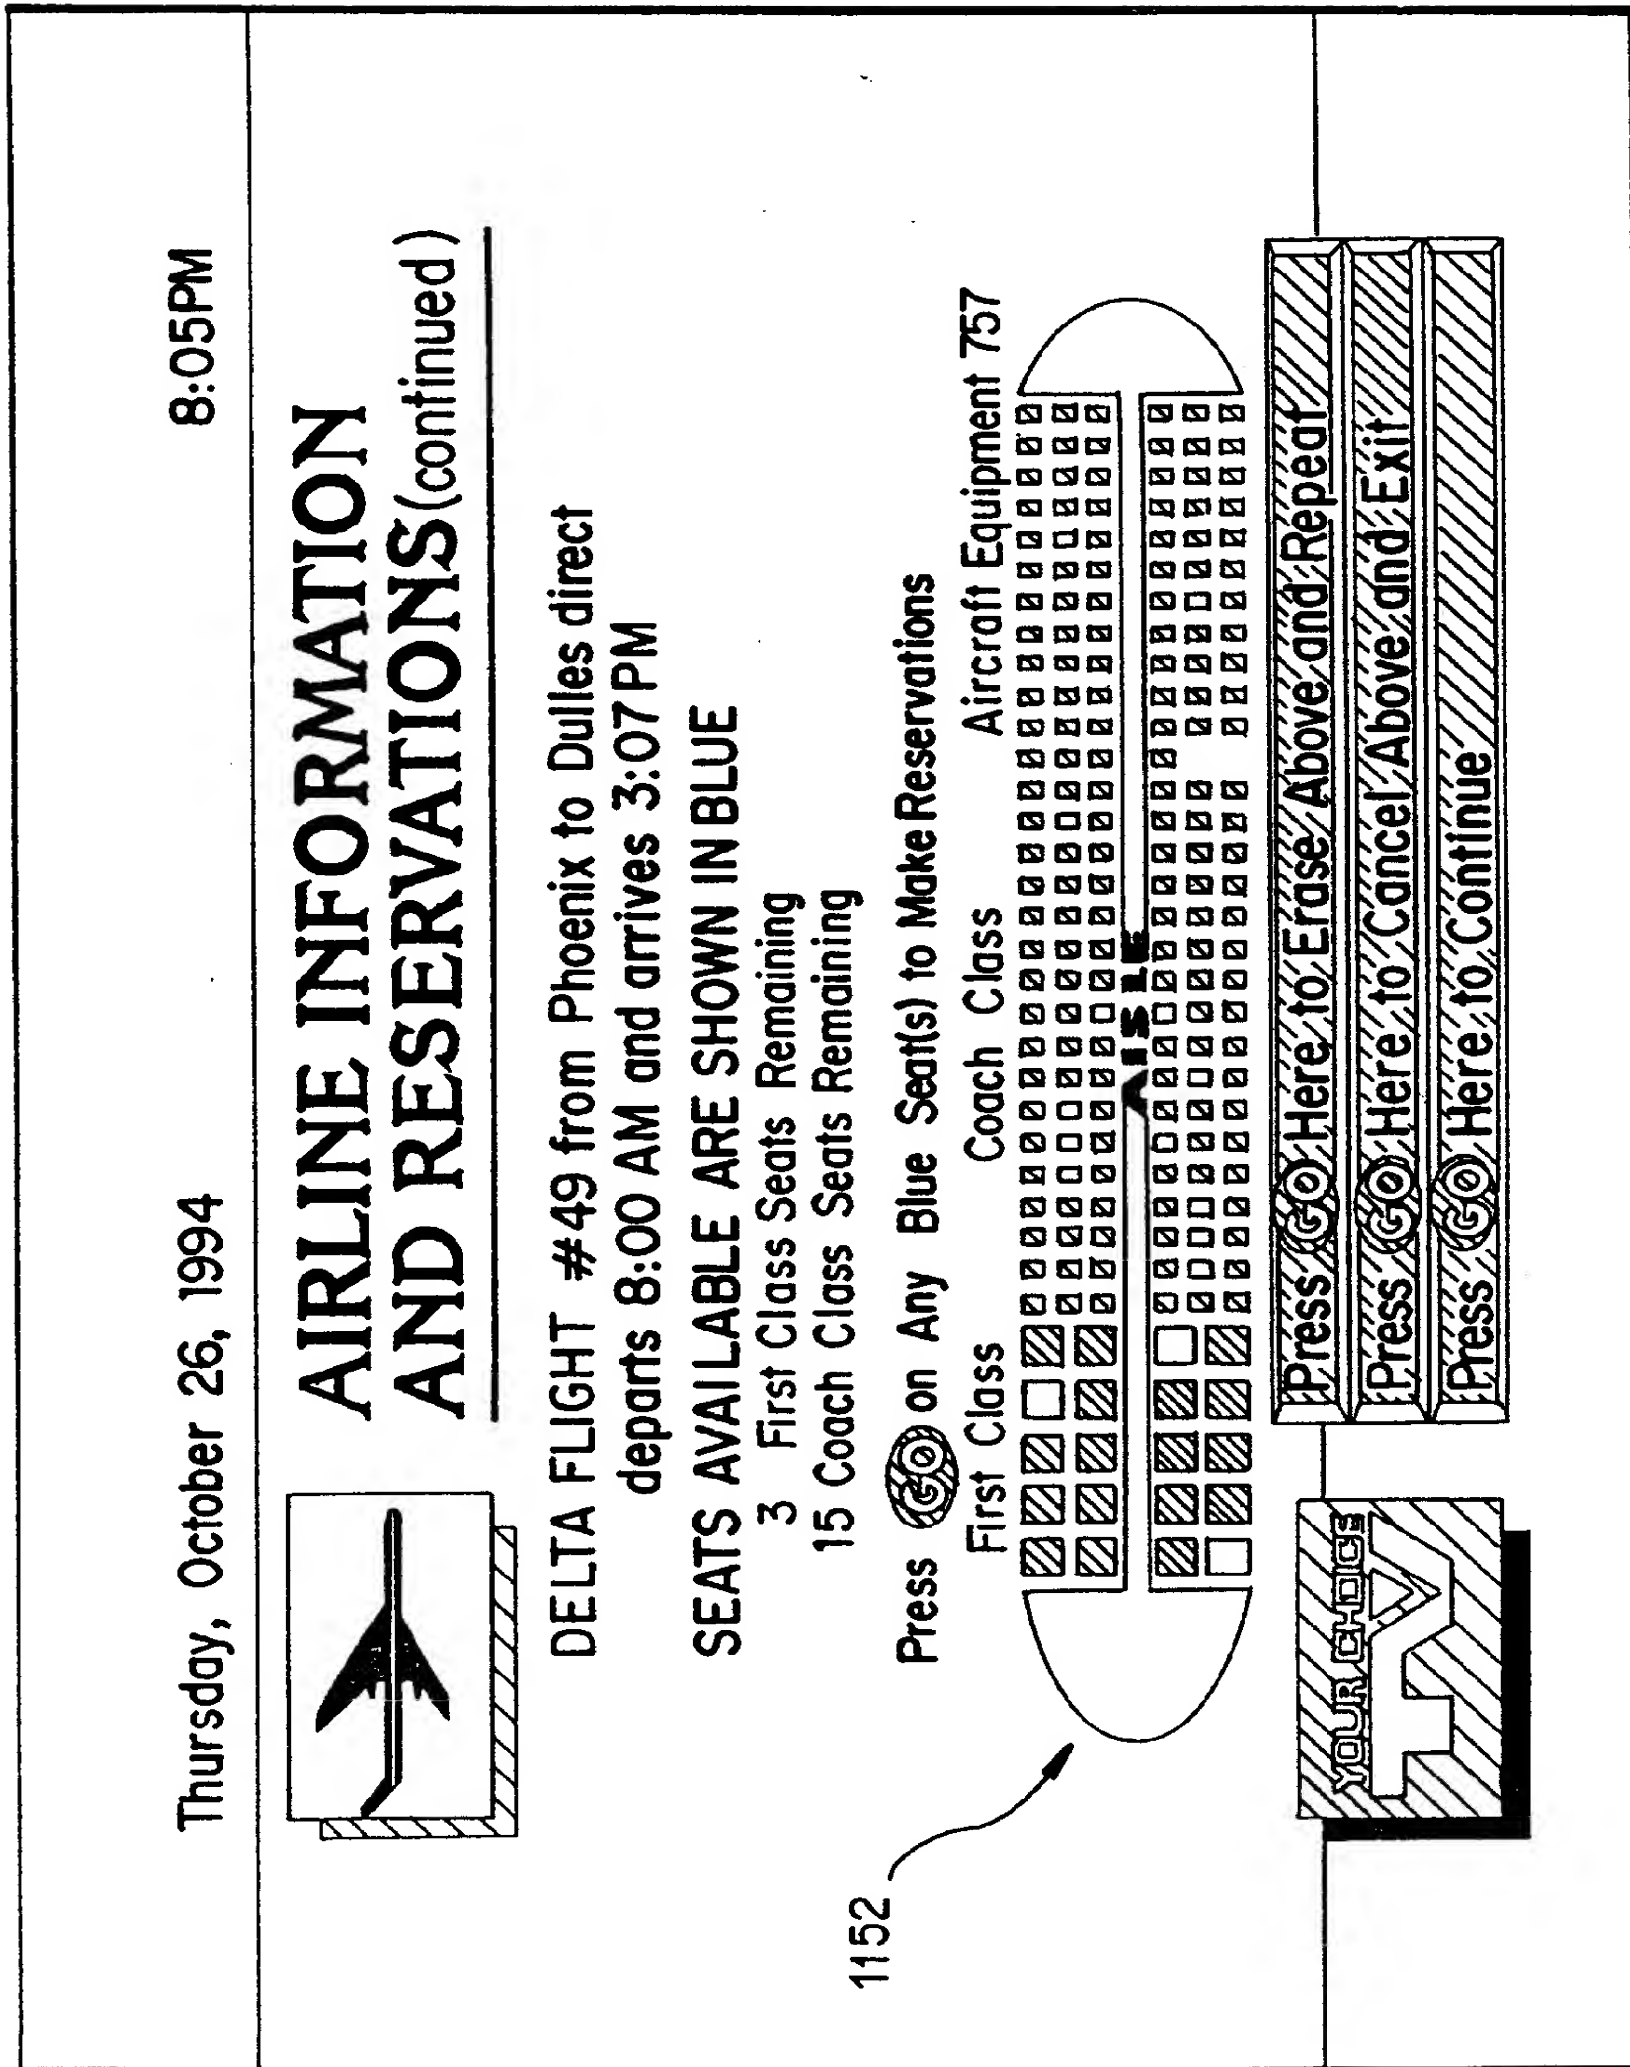 Thursday, October 26, 1994 8:05PM
AIRLINE INFORMATION
AND RESERVATIONS (continued)
DELTA FLIGHT #49 from Phoenix to Dulles direct
departs 8:00 AM and arrives 3:07PM
SEATS AVAILABLE ARE SHOWN IN BLUE
3 First Class Seats Remaining
15 Coach Class Seats Remaining
Press GO on Any Blue Seat(s) to Make Reservations
First Class Coach Class Aircraft Equipment 757
AISLE
1152
YOUR CHOICE
TV
Press GO Here to Erase Above and Repeat
Press GO Here to Cancel Above and Exit
Press GO Here to Continue